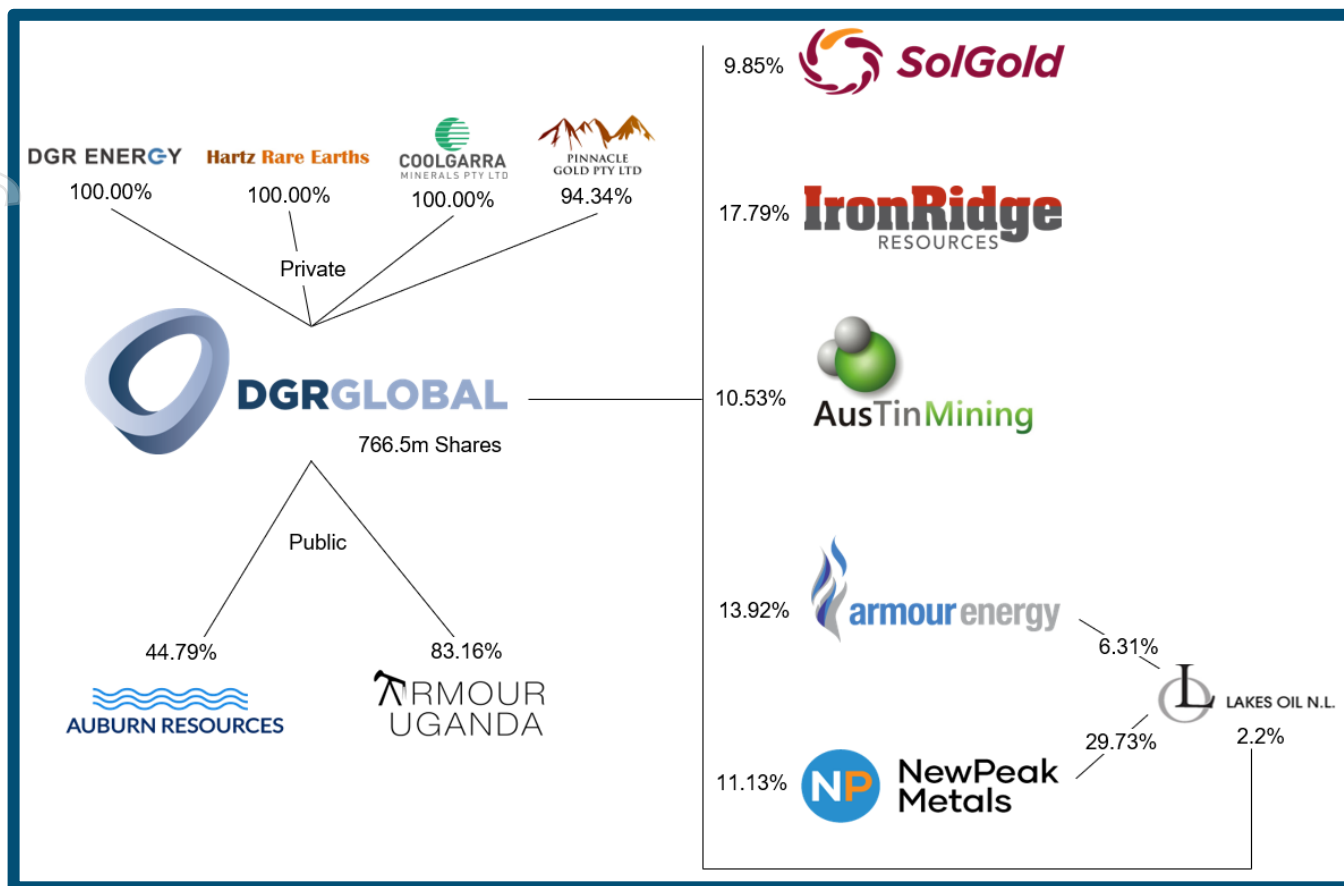 DGR ENERGY
100.00%
Hartz Rare Earths
100.00%
COOLGARRA
MINERALS PTY LTD
100.00%
PINNACLE
GOLD PTY LTD
94.34%
Private
DGRGLOBAL
766.5m Shares
Public
44.79%
AUBURN RESOURCES
83.16%
ARMOUR
UGANDA
9.85%
SolGold
17.79%
IronRidge
RESOURCES
10.53%
AusTinMining
13.92%
armour energy
6.31%
LO
LAKES OIL N.L.
2.2%
29.73%
11.13%
NP
NewPeak
Metals